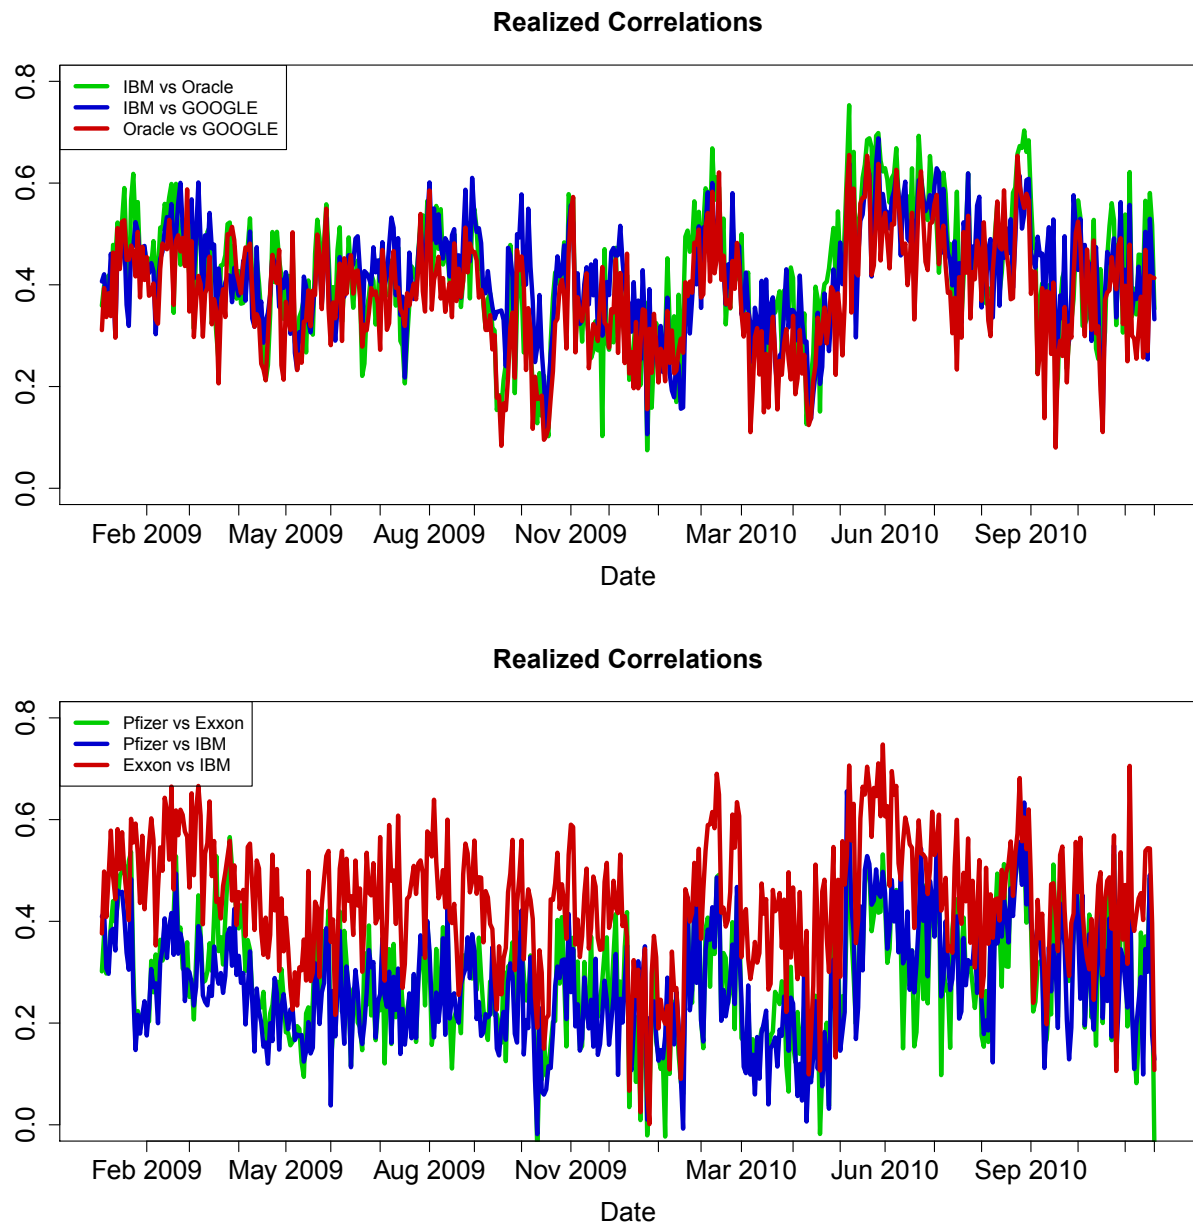 Realized Correlations
0.8
0.6
0.4
0.2
0.0
IBM vs Oracle
IBM vs GOOGLE
Oracle vs GOOGLE
Feb 2009 May 2009 Aug 2009 Nov 2009 Mar 2010 Jun 2010 Sep 2010
Date
Realized Correlations
0.8
0.6
0.4
0.2
0.0
Pfizer vs Exxon
Pfizer vs IBM
Exxon vs IBM
Feb 2009 May 2009 Aug 2009 Nov 2009 Mar 2010 Jun 2010 Sep 2010
Date